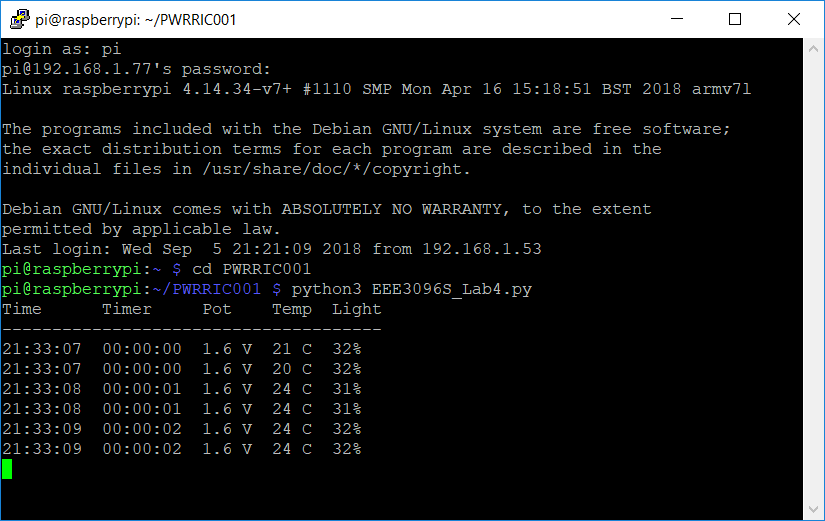 pi@raspberrypi: ~/PWRRIC001
login as: pi
pi@192.168.1.77's password:
Linux raspberrypi 4.14.34-v7+ #1110 SMP Mon Apr 16 15:18:51 BST 2018 armv7l
The programs included with the Debian GNU/Linux system are free software;
the exact distribution terms for each program are described in the
individual files in /usr/share/doc/*/copyright.
Debian GNU/Linux comes with ABSOLUTELY NO WARRANTY, to the extent
permitted by applicable law.
Last login: Wed Sep  5 21:21:09 2018 from 192.168.1.53
pi@raspberrypi:~ $ cd PWRRIC001
pi@raspberrypi:~/PWRRIC001 $ python3 EEE3096S_Lab4.py
Time      Timer     Pot    Temp  Light
--------------------------------------
21:33:07  00:00:00  1.6 V  21 C  32%
21:33:07  00:00:00  1.6 V  20 C  32%
21:33:08  00:00:01  1.6 V  24 C  31%
21:33:08  00:00:01  1.6 V  24 C  31%
21:33:09  00:00:02  1.6 V  24 C  32%
21:33:09  00:00:02  1.6 V  24 C  32%